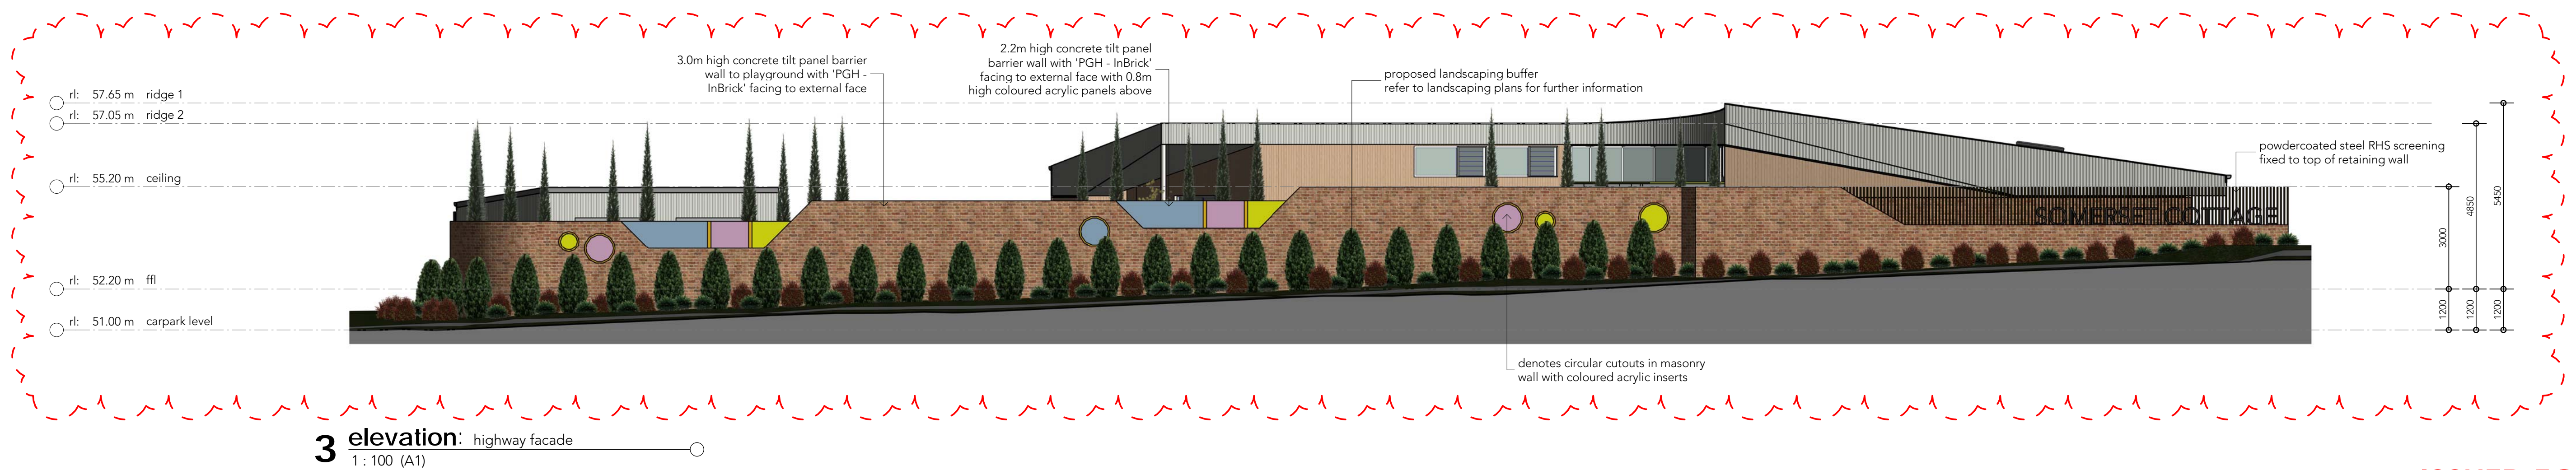 2.2m high concrete tilt panel
barrier wall with 'PGH - InBrick'
facing to external face with 0.8m
high coloured acrylic panels above
3.0m high concrete tilt panel barrier
wall to playground with 'PGH -
InBrick' facing to external face
proposed landscaping buffer
refer to landscaping plans for further information
rl: 57.65 m ridge 1
rl: 57.05 m ridge 2
powdercoated steel RHS screening
fixed to top of retaining wall
rl: 55.20 m ceiling
SOMERSET COTTAGE
3000
4850
5450
rl: 52.20 m ffl
1200
1200
1200
rl: 51.00 m carpark level
denotes circular cutouts in masonry
wall with coloured acrylic inserts
3 elevation: highway facade
1 : 100 (A1)